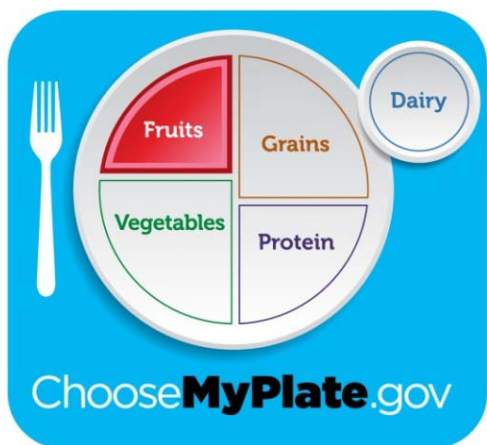 Fruits
Grains
Dairy
Vegetables
Protein
ChooseMyPlate.gov